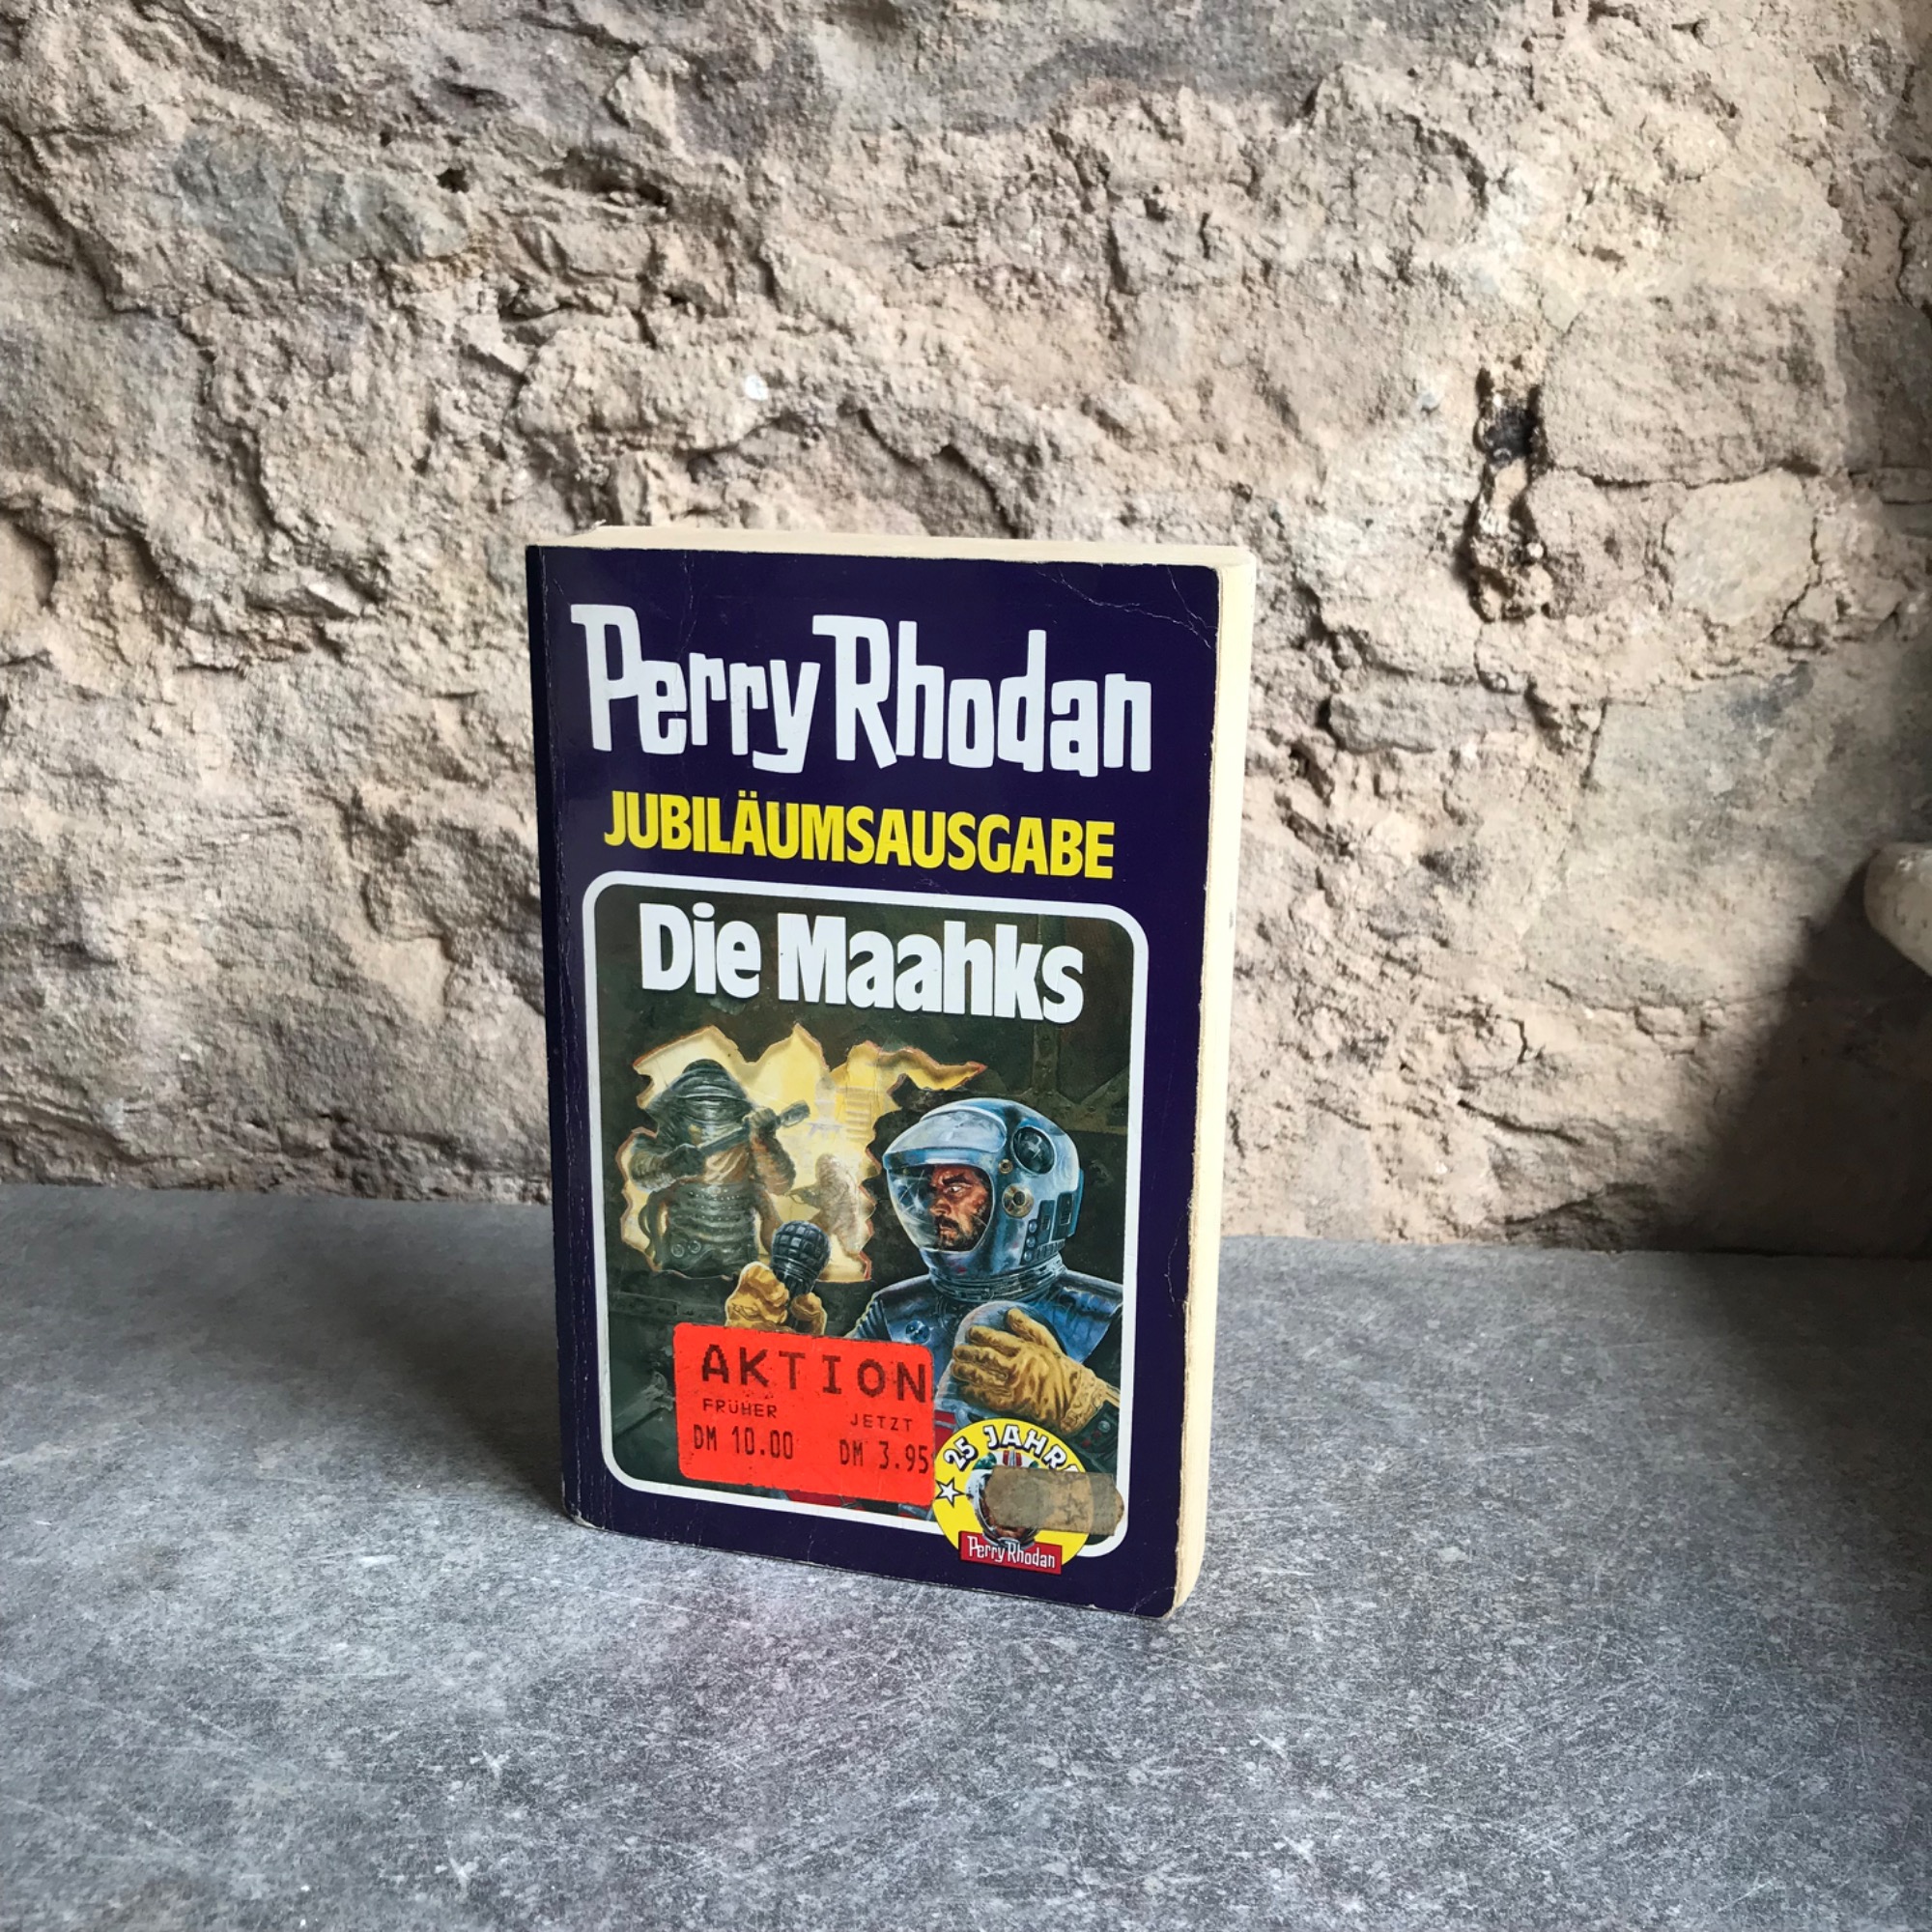 Perry Rhodan
JUBILÄUMSAUSGABE
Die Maahks
AKTION
FRÜHER JETZT
DM 10.00 DM 3.95
25 JAHRE
Perry Rhodan